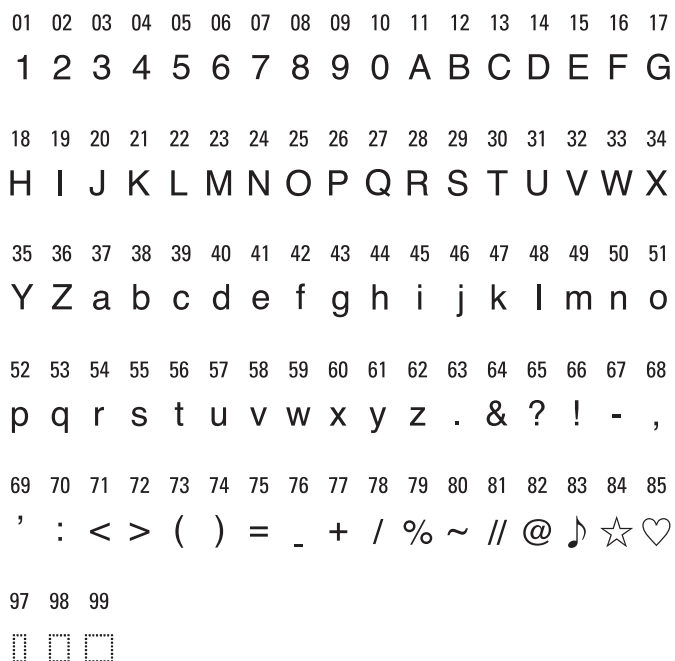 01 02 03 04 05 06 07 08 09 10 11 12 13 14 15 16 17
1 2 3 4 5 6 7 8 9 0 A B C D E F G
18 19 20 21 22 23 24 25 26 27 28 29 30 31 32 33 34
H I J K L M N O P Q R S T U V W X
35 36 37 38 39 40 41 42 43 44 45 46 47 48 49 50 51
Y Z a b c d e f g h i j k l m n o
52 53 54 55 56 57 58 59 60 61 62 63 64 65 66 67 68
p q r s t u v w x y z . & ? ! - ,
69 70 71 72 73 74 75 76 77 78 79 80 81 82 83 84 85
’ : < > ( ) = _ + / % ~ // @ ♪ ☆ ♡
97 98 99